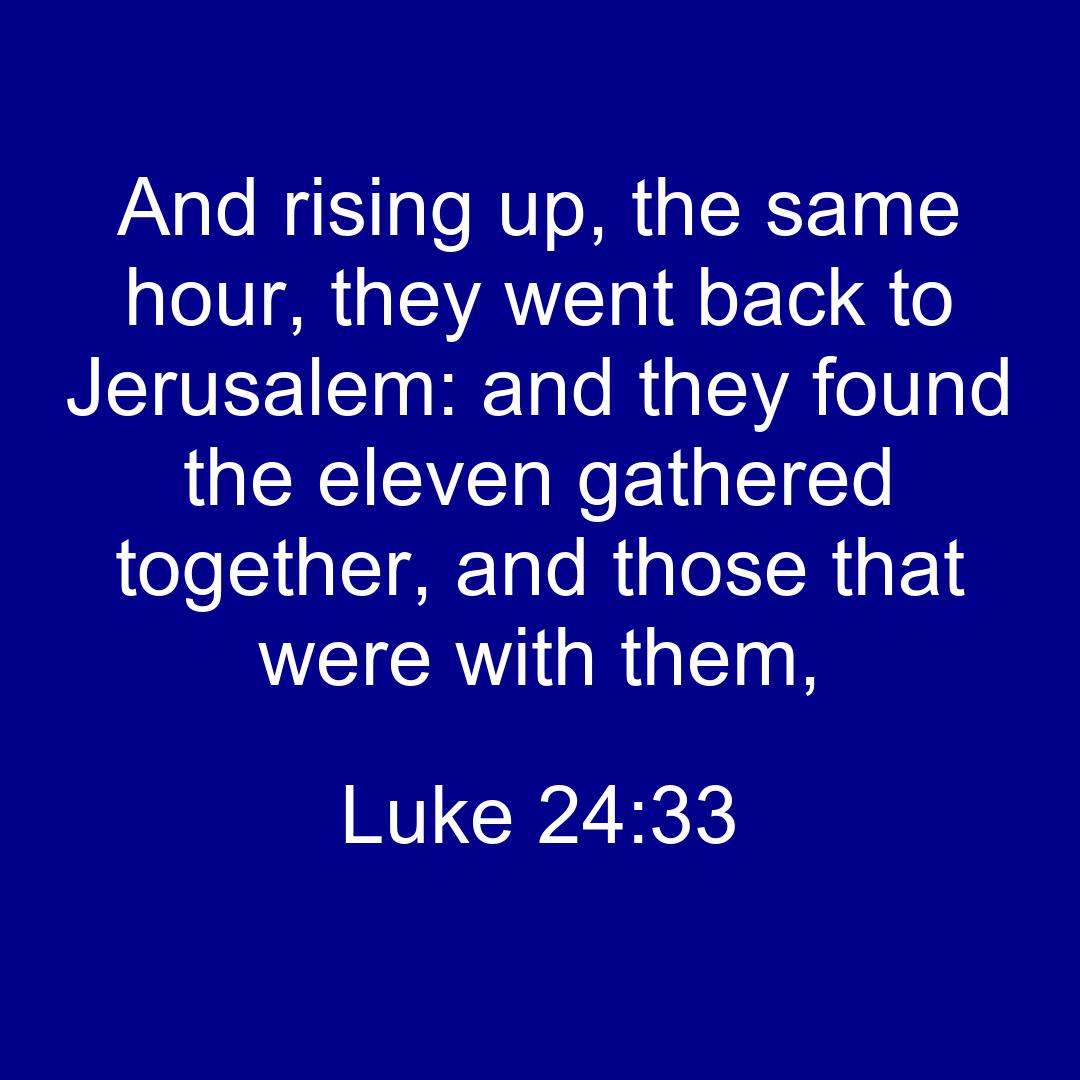 And rising up, the same
hour, they went back to
Jerusalem: and they found
the eleven gathered
together, and those that
were with them,
Luke 24:33